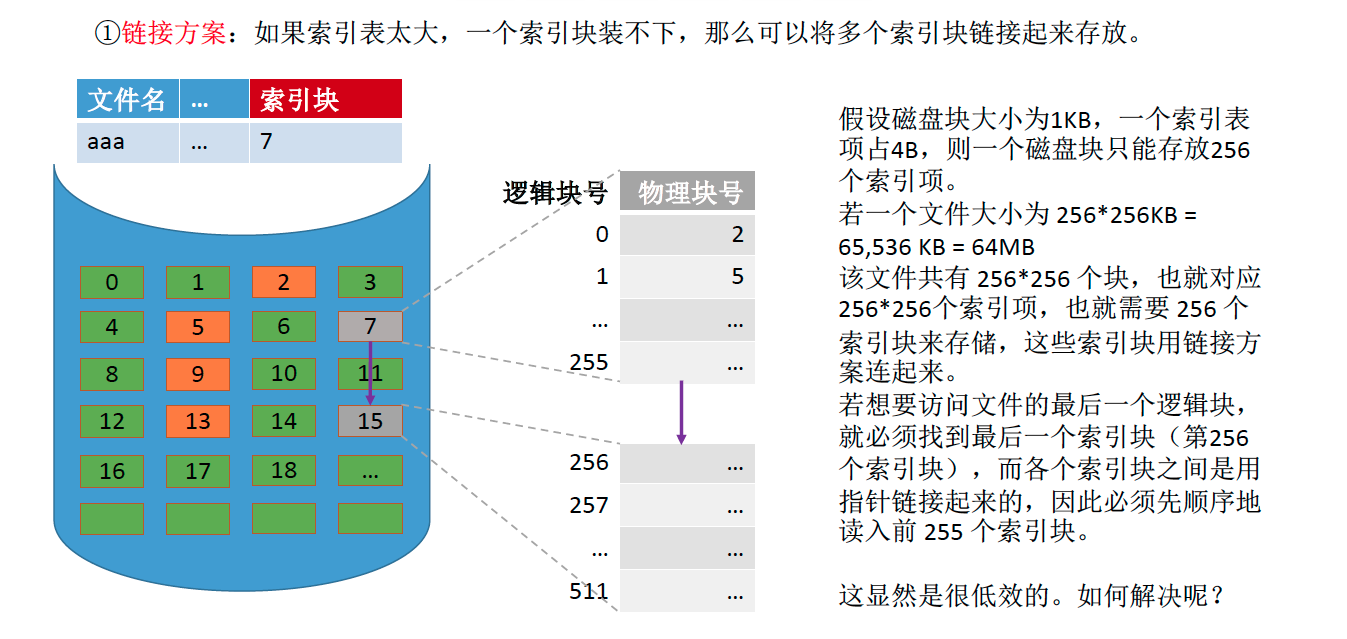 ①链接方案：如果索引表太大，一个索引块装不下，那么可以将多个索引块链接起来存放。
文件名 … 索引块
aaa … 7
0 1 2 3
4 5 6 7
8 9 10 11
12 13 14 15
16 17 18 …
逻辑块号 物理块号
0 2
1 5
… …
255 …
256 …
257 …
… …
511 …
假设磁盘块大小为1KB，一个索引表
项占4B，则一个磁盘块只能存放256
个索引项。
若一个文件大小为 256*256KB =
65,536 KB = 64MB
该文件共有 256*256 个块，也就对应
256*256个索引项，也就需要 256 个
索引块来存储，这些索引块用链接方
案连起来。
若想要访问文件的最后一个逻辑块，
就必须找到最后一个索引块（第256
个索引块），而各个索引块之间是用
指针链接起来的，因此必须先顺序地
读入前 255 个索引块。
这显然是很低效的。如何解决呢？